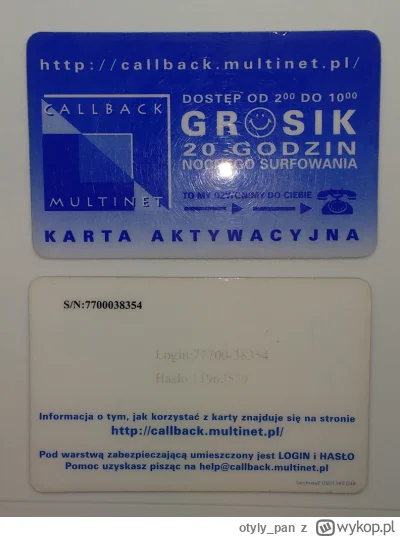 http://callback.multinet.pl/
CALLBACK
MULTINET
DOSTĘP OD 2⁰⁰ DO 10⁰⁰
GROSIK
20 GODZIN
NOCNEGO SURFOWANIA
TO MY DZWONIMY DO CIEBIE
KARTA AKTYWACYJNA
S/N:7700038354
Login:77700-38354
Hasło
Informacja o tym, jak korzystać z karty znajduje się na stronie
http://callback.multinet.pl/
Pod warstwą zabezpieczającą umieszczony jest LOGIN i HASŁO
Pomoc uzyskasz pisząc na help@callback.multinet.pl
otyly_pan z wykop.pl